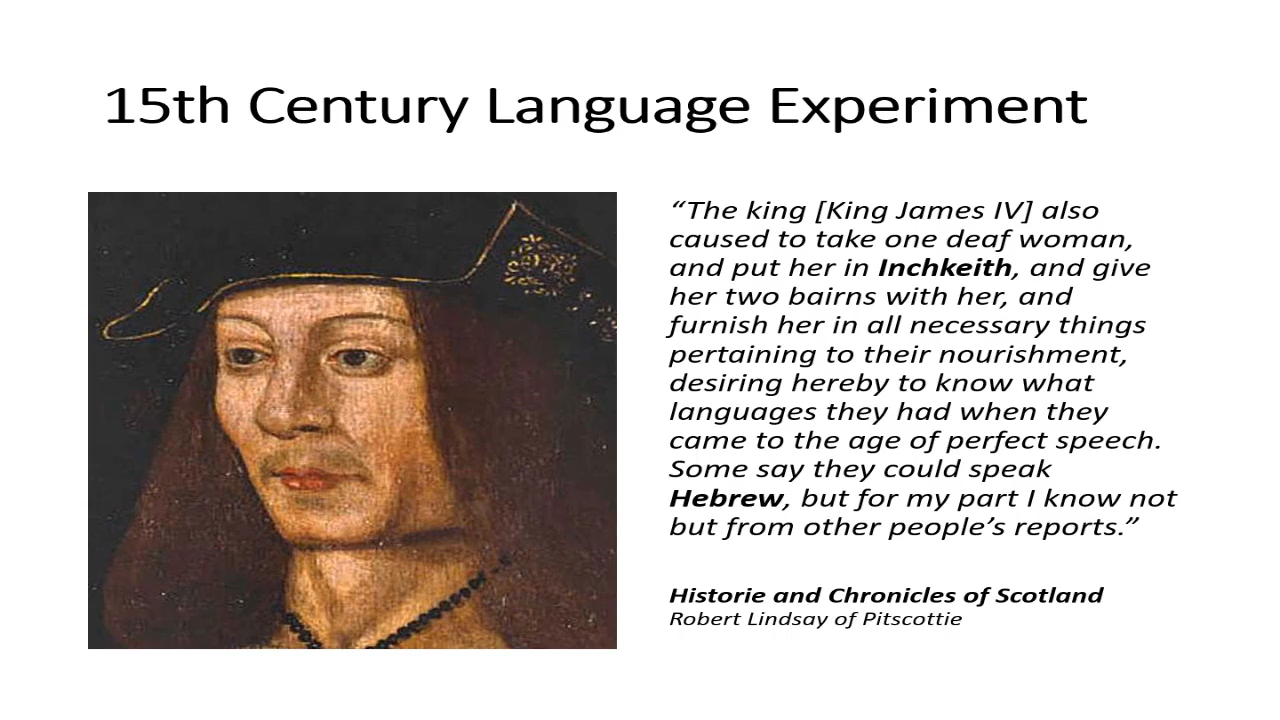 15th Century Language Experiment
“The king [King James IV] also
caused to take one deaf woman,
and put her in Inchkeith, and give
her two bairns with her, and
furnish her in all necessary things
pertaining to their nourishment,
desiring hereby to know what
languages they had when they
came to the age of perfect speech.
Some say they could speak
Hebrew, but for my part I know not
but from other people’s reports.”
Historie and Chronicles of Scotland
Robert Lindsay of Pitscottie